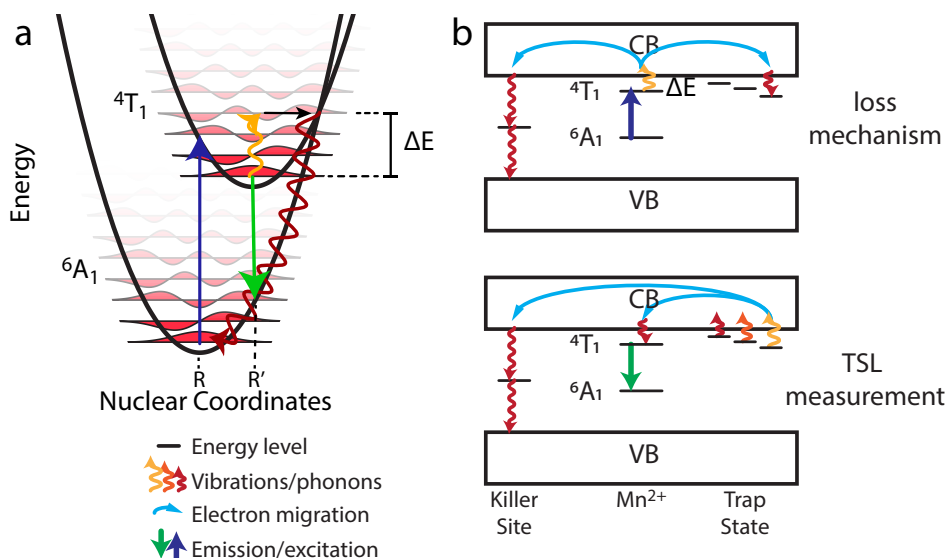 a
Energy
⁴T₁
ΔE
⁶A₁
R
R′
Nuclear Coordinates
Energy level
Vibrations/phonons
Electron migration
Emission/excitation
b
CB
⁴T₁
ΔE
⁶A₁
VB
loss
mechanism
CB
⁴T₁
⁶A₁
VB
TSL
measurement
Killer
Site
Mn²⁺
Trap
State